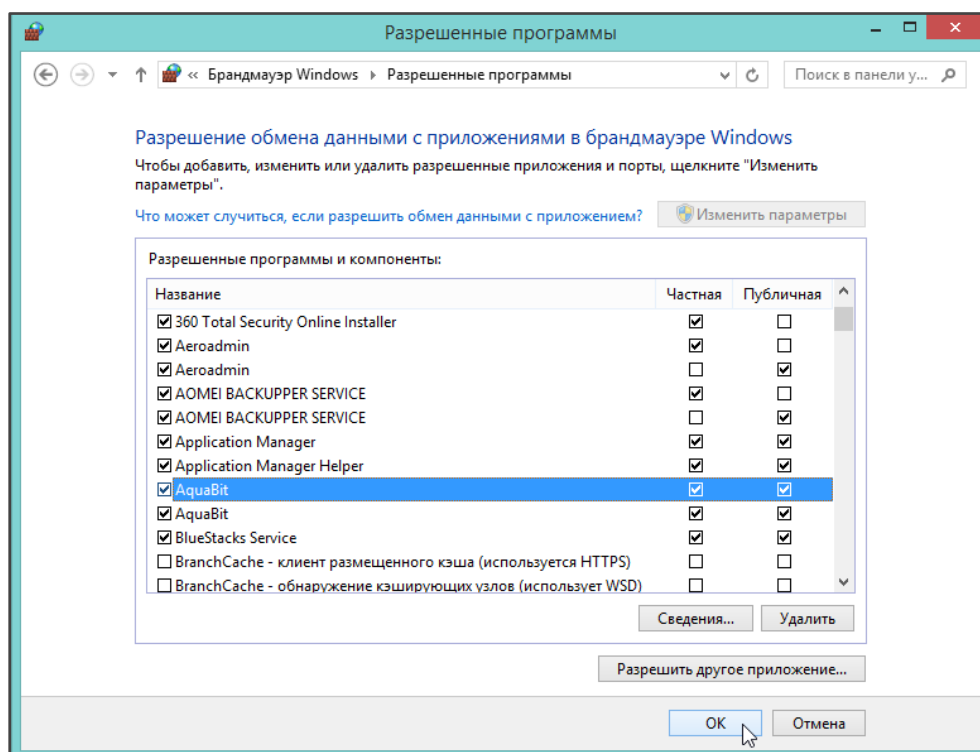 Разрешенные программы
« Брандмауэр Windows Разрешенные программы
Поиск в панели у...
Разрешение обмена данными с приложениями в брандмауэре Windows
Чтобы добавить, изменить или удалить разрешенные приложения и порты, щелкните "Изменить
параметры".
Что может случиться, если разрешить обмен данными с приложением?
Изменить параметры
Разрешенные программы и компоненты:
Название Частная Публичная
360 Total Security Online Installer
Aeroadmin
Aeroadmin
AOMEI BACKUPPER SERVICE
AOMEI BACKUPPER SERVICE
Application Manager
Application Manager Helper
AquaBit
AquaBit
BlueStacks Service
BranchCache - клиент размещенного кэша (используется HTTPS)
BranchCache - обнаружение кэширующих узлов (использует WSD)
Сведения... Удалить
Разрешить другое приложение...
ОК Отмена